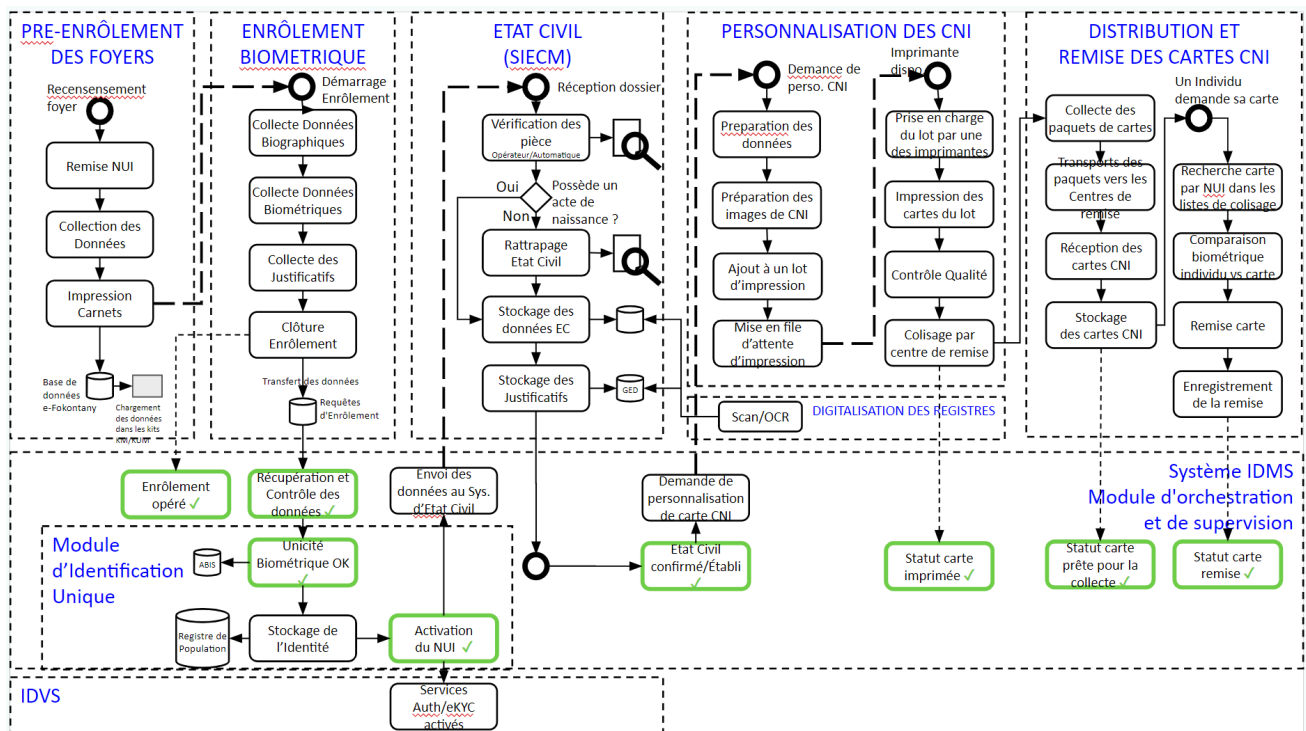 PRE-ENRÔLEMENT
DES FOYERS
Recensensement
foyer
Remise NUI
Collection des
Données
Impression
Carnets
Base de
données
e-Fokontany
Chargement
des données
dans les kits
KM/KUM
ENRÔLEMENT
BIOMETRIQUE
Démarrage
Enrôlement
Collecte Données
Biographiques
Collecte Données
Biométriques
Collecte des
Justificatifs
Clôture
Enrôlement
Transfert des données
Requêtes
d'Enrôlement
ETAT CIVIL
(SIECM)
Réception dossier
Vérification des
pièce
Opérateur/Automatique
Oui
Possède un
acte de
naissance ?
Non
Rattrapage
Etat Civil
Stockage des
données EC
Stockage des
Justificatifs
GED
PERSONNALISATION DES CNI
Demance de
perso. CNI
Preparation des
données
Préparation des
images de CNI
Ajout à un lot
d'impression
Mise en file
d'attente
d'impression
Imprimante
dispo
Prise en charge
du lot par une
des imprimantes
Impression des
cartes du lot
Contrôle Qualité
Colisage par
centre de remise
Scan/OCR
DIGITALISATION DES REGISTRES
DISTRIBUTION ET
REMISE DES CARTES CNI
Collecte des
paquets de cartes
Transports des
paquets vers les
Centres de
remise
Réception des
cartes CNI
Stockage
des cartes CNI
Un Individu
demande sa carte
Recherche carte
par NUI dans les
listes de colisage
Comparaison
biométrique
individu vs carte
Remise carte
Enregistrement
de la remise
Système IDMS
Module d'orchestration
et de supervision
Enrôlement
opéré ✓
Récupération et
Contrôle des
données ✓
Envoi des
données au Sys.
d'Etat Civil
Demande de
personnalisation
de carte CNI
Module
d'Identification
Unique
ABIS
Unicité
Biométrique OK
✓
Etat Civil
confirmé/Établi
✓
Statut carte
imprimée ✓
Statut carte
prête pour la
collecte ✓
Statut carte
remise ✓
Registre de
Population
Stockage de
l'Identité
Activation
du NUI ✓
IDVS
Services
Auth/eKYC
activés